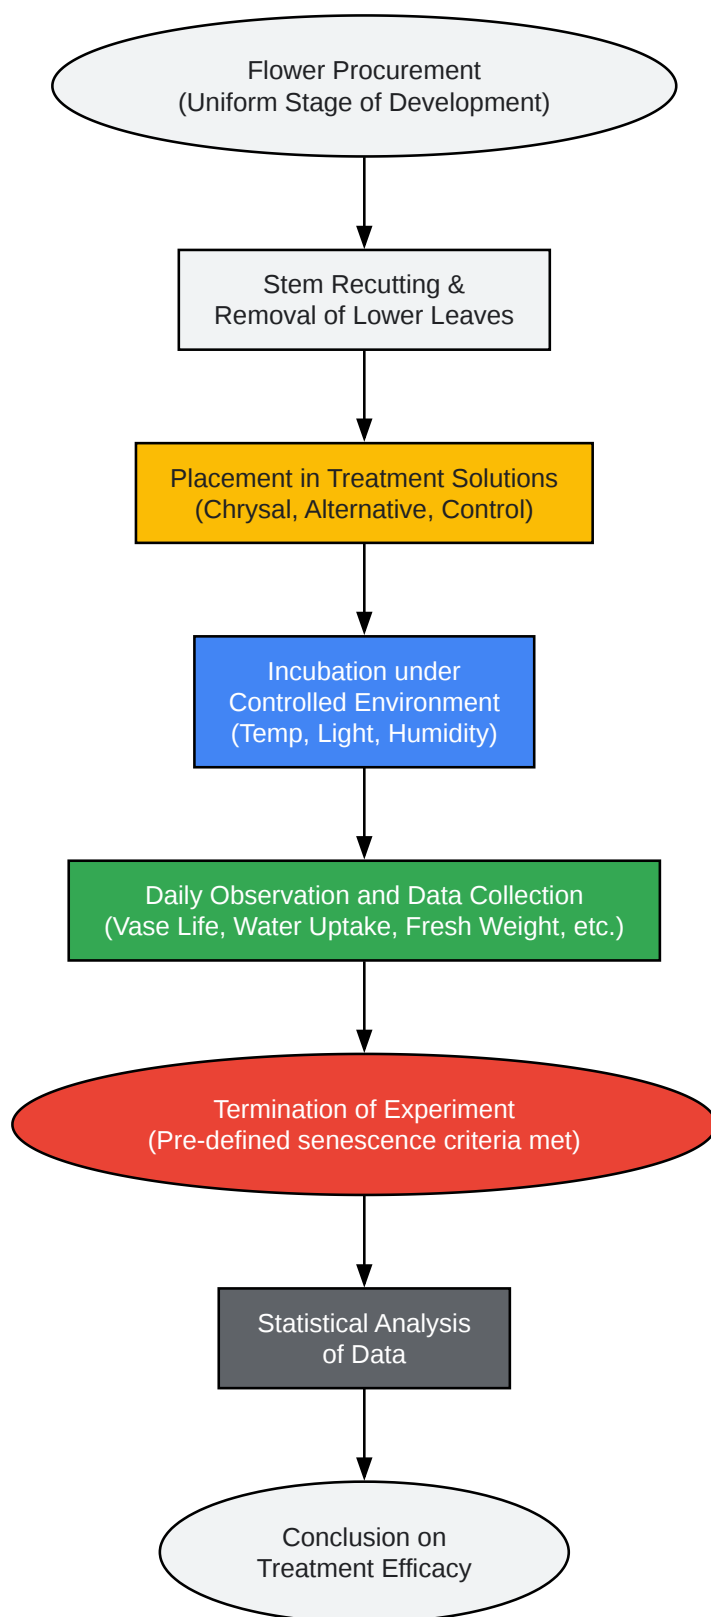 Flower Procurement
(Uniform Stage of Development)
Stem Recutting &
Removal of Lower Leaves
Placement in Treatment Solutions
(Chrysal, Alternative, Control)
Incubation under
Controlled Environment
(Temp, Light, Humidity)
Daily Observation and Data Collection
(Vase Life, Water Uptake, Fresh Weight, etc.)
Termination of Experiment
(Pre-defined senescence criteria met)
Statistical Analysis
of Data
Conclusion on
Treatment Efficacy